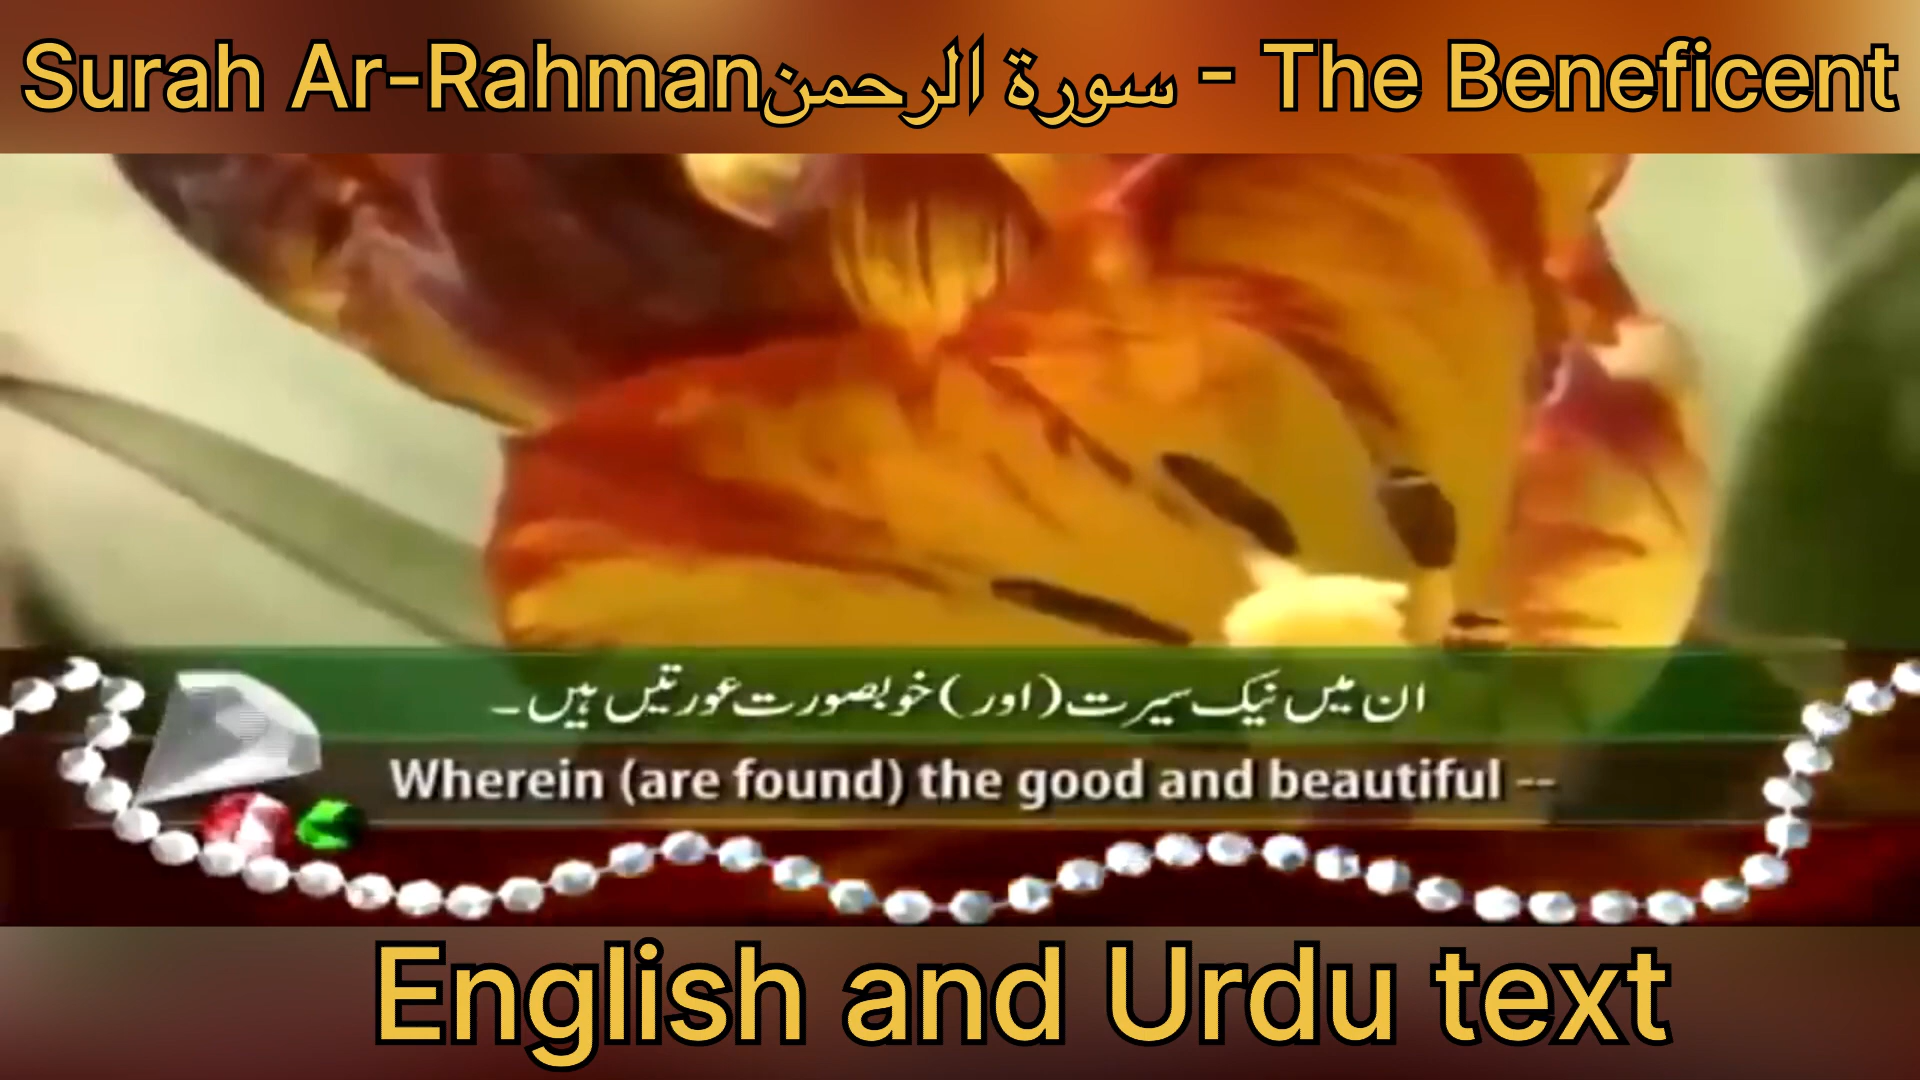 Surah Ar-Rahmanسورة الرحمن - The Beneficent
ان میں نیک سیرت (اور) خوبصورت عورتیں ہیں۔
Wherein (are found) the good and beautiful --
English and Urdu text